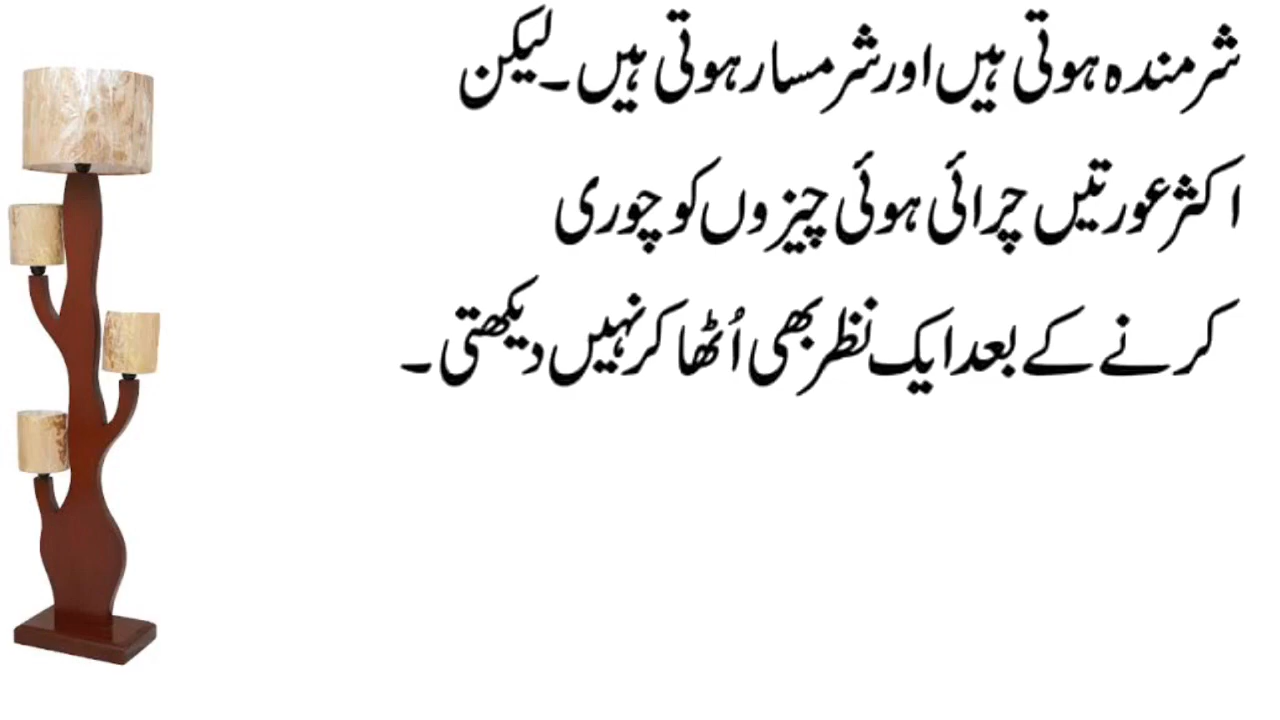 شرمندہ ہوتی ہیں اور شرمسار ہوتی ہیں۔ لیکن
اکثر عورتیں چرائی ہوئی چیزوں کو چوری
کرنے کے بعد ایک نظر بھی اُٹھا کر نہیں دیکھتی۔